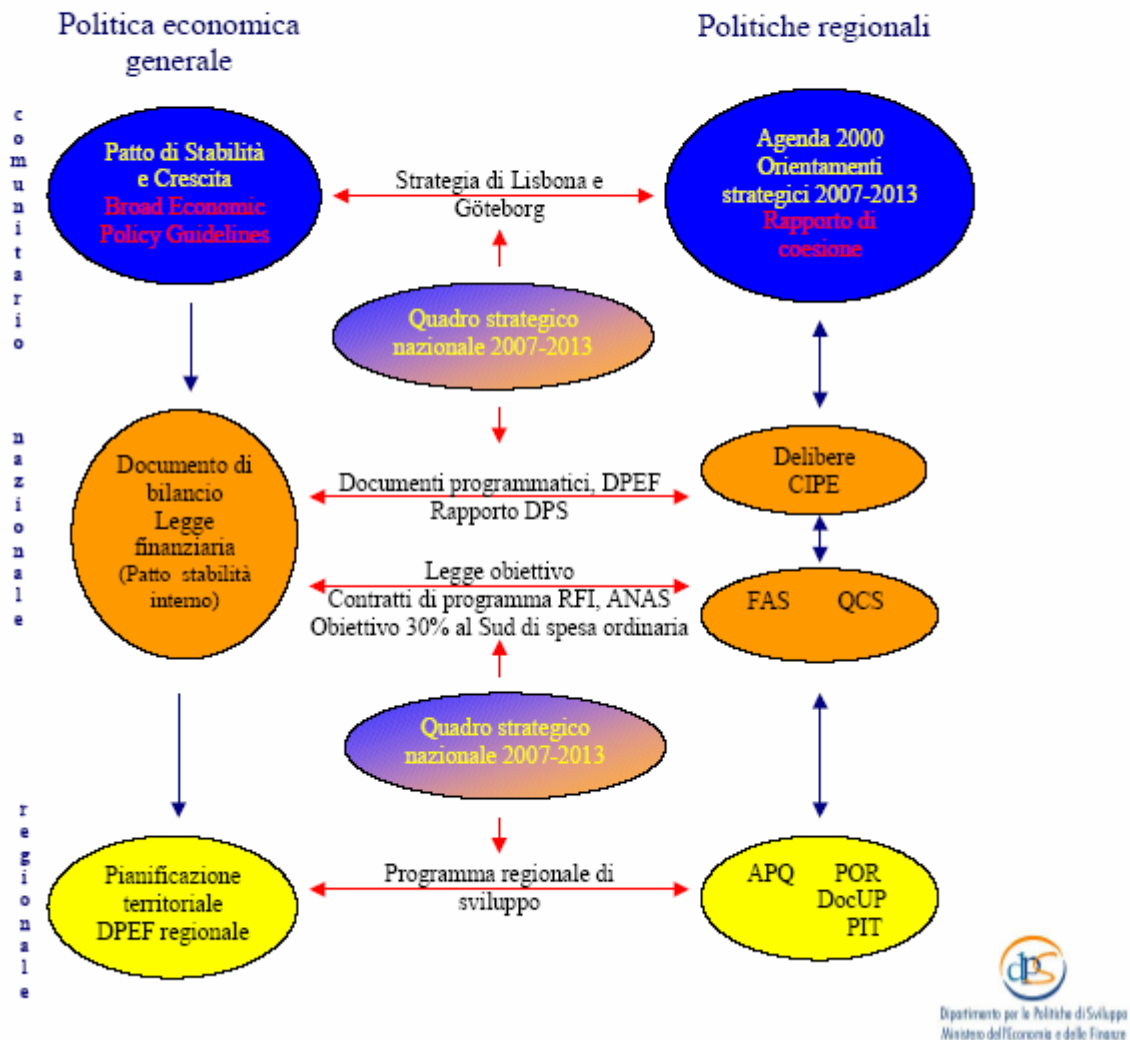 Politica economica
generale
Politiche regionali
comunitario
Patto di Stabilità
e Crescita
Broad Economic
Policy Guidelines
Strategia di Lisbona e
Göteborg
Agenda 2000
Orientamenti
strategici 2007-2013
Rapporto di
coesione
Quadro strategico
nazionale 2007-2013
nazionale
Documento di
bilancio
Legge
finanziaria
(Patto stabilità
interno)
Documenti programmatici, DPEF
Rapporto DPS
Delibere
CIPE
Legge obiettivo
Contratti di programma RFI, ANAS
Obiettivo 30% al Sud di spesa ordinaria
FAS QCS
Quadro strategico
nazionale 2007-2013
regionale
Pianificazione
territoriale
DPEF regionale
Programma regionale di
sviluppo
APQ POR
DocUP
PIT
dps
Dipartimento per le Politiche di Sviluppo
Ministero dell'Economia e delle Finanze